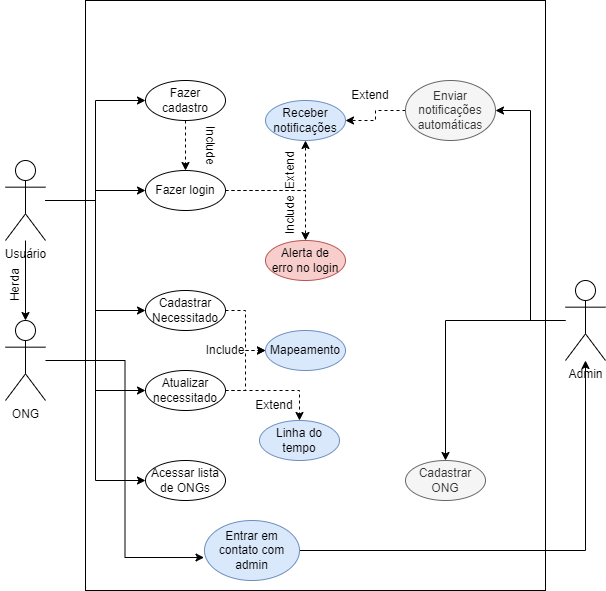 Fazer
cadastro
Extend
Enviar
notificações
automáticas
Receber
notificações
Include
Extend
Fazer login
Include
Usuário
Alerta de
erro no login
Herda
Cadastrar
Necessitado
Include
Mapeamento
Admin
Atualizar
necessitado
Extend
ONG
Linha do
tempo
Acessar lista
de ONGs
Cadastrar
ONG
Entrar em
contato com
admin